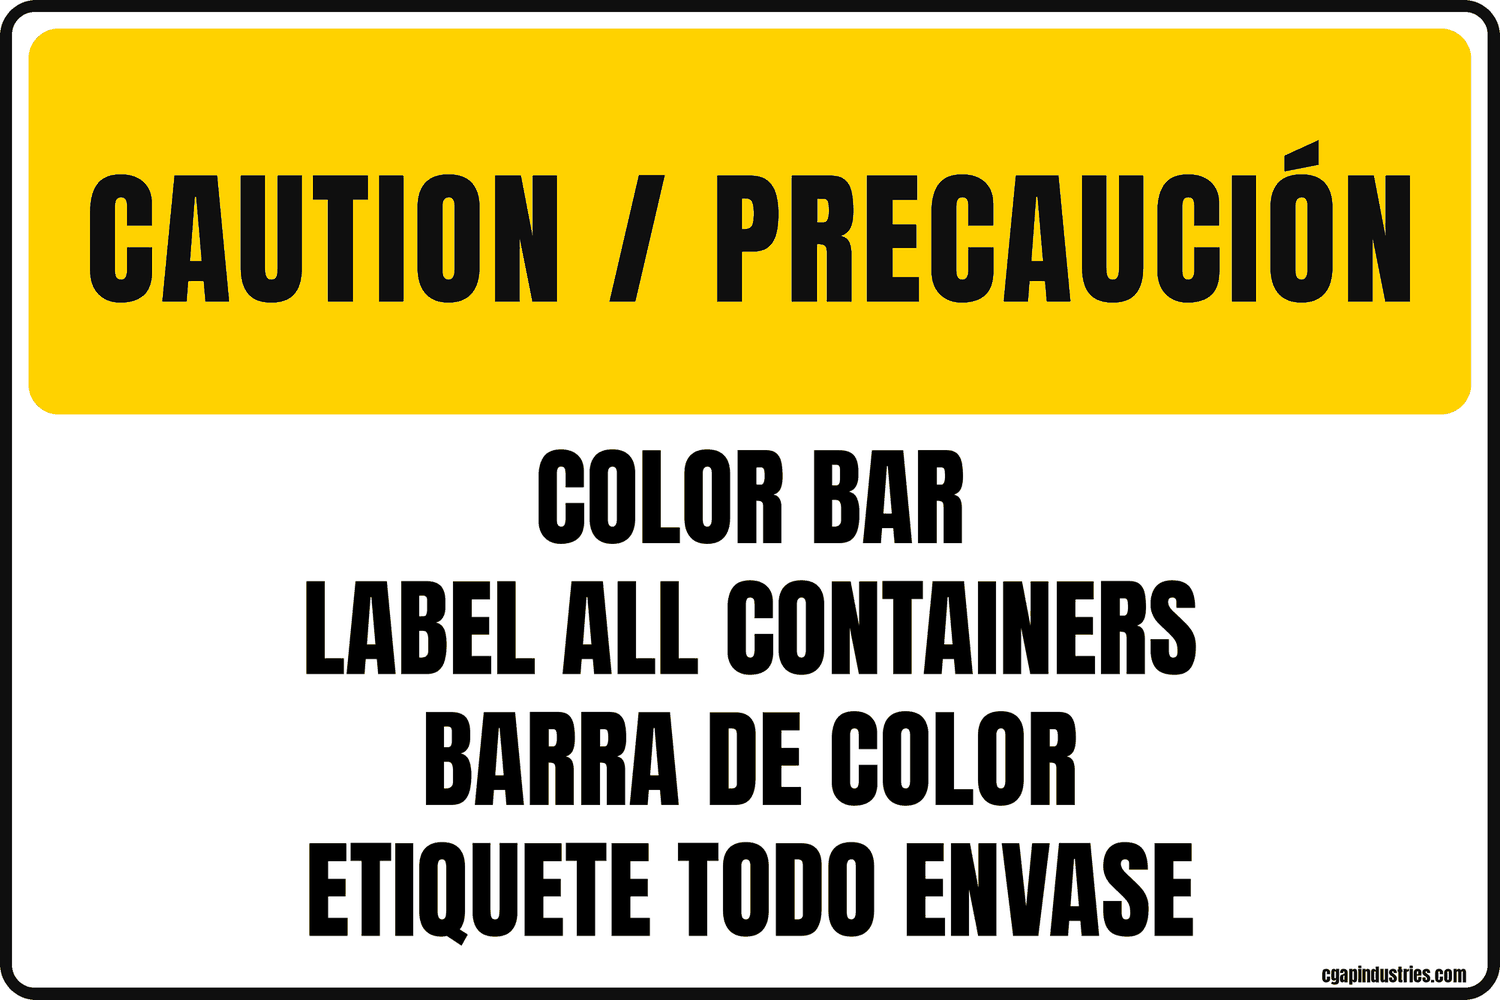 CAUTION / PRECAUCIÓN
COLOR BAR
LABEL ALL CONTAINERS
BARRA DE COLOR
ETIQUETE TODO ENVASE
cgapindustries.com